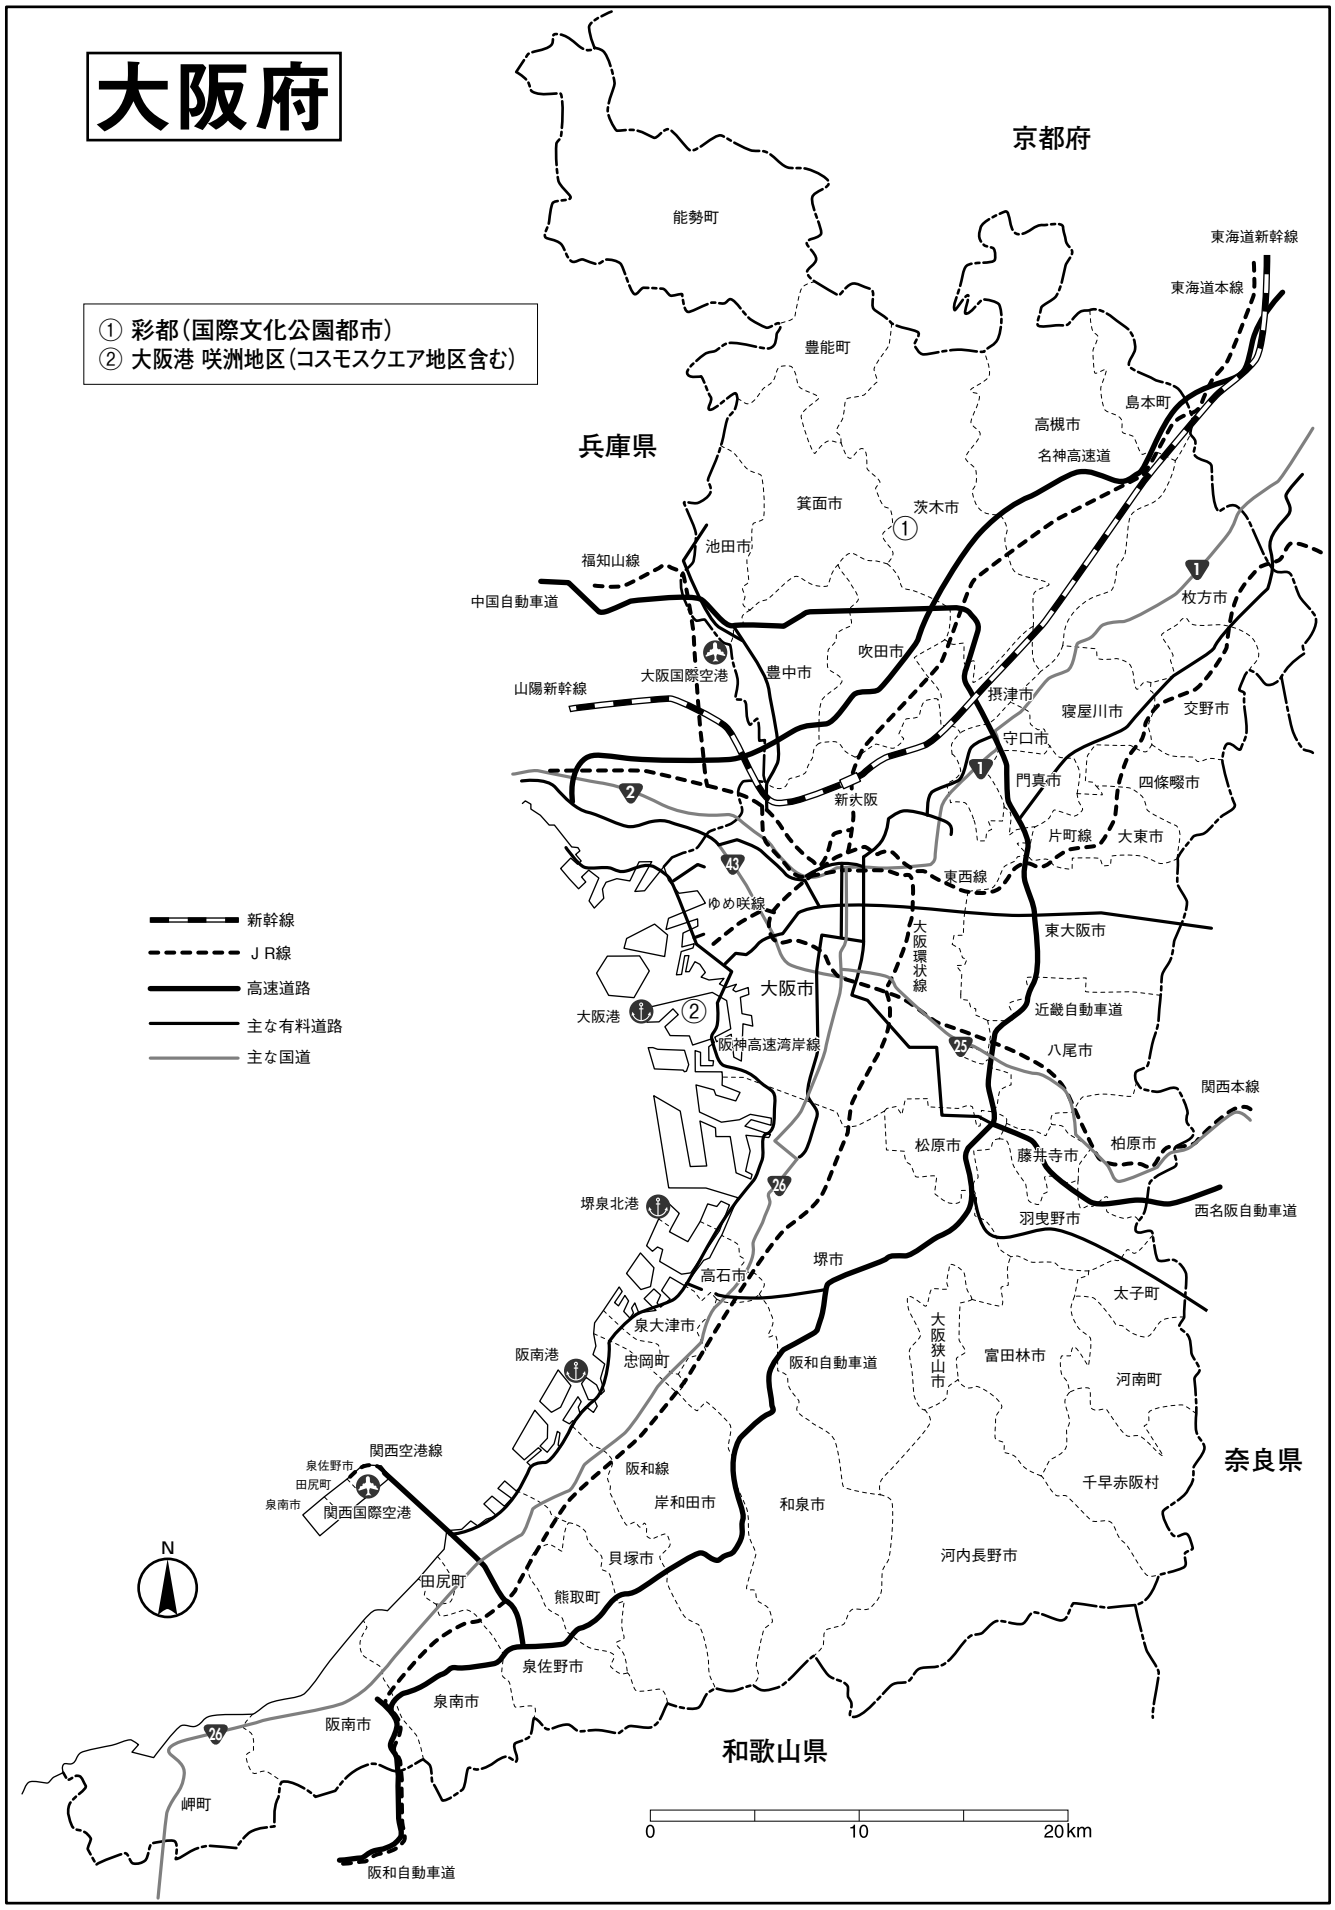 大阪府
京都府
能勢町
東海道新幹線
東海道本線
① 彩都（国際文化公園都市）
② 大阪港 咲洲地区（コスモスクエア地区含む）
豊能町
島本町
高槻市
兵庫県
名神高速道
箕面市
茨木市
①
池田市
福知山線
1
中国自動車道
枚方市
大阪国際空港
豊中市
吹田市
山陽新幹線
摂津市
寝屋川市
交野市
守口市
1
門真市
四條畷市
2
新大阪
片町線
大東市
43
東西線
ゆめ咲線
新幹線
大阪環状線
東大阪市
ＪＲ線
高速道路
大阪市
大阪港
②
近畿自動車道
主な有料道路
阪神高速湾岸線
25
八尾市
主な国道
関西本線
松原市
藤井寺市
柏原市
26
堺泉北港
羽曳野市
西名阪自動車道
堺市
高石市
太子町
泉大津市
大阪狭山市
阪南港
忠岡町
阪和自動車道
富田林市
河南町
関西空港線
泉佐野市
田尻町
泉南市
関西国際空港
阪和線
岸和田市
和泉市
奈良県
千早赤阪村
N
貝塚市
河内長野市
田尻町
熊取町
泉佐野市
泉南市
阪南市
26
和歌山県
岬町
0
10
20km
阪和自動車道